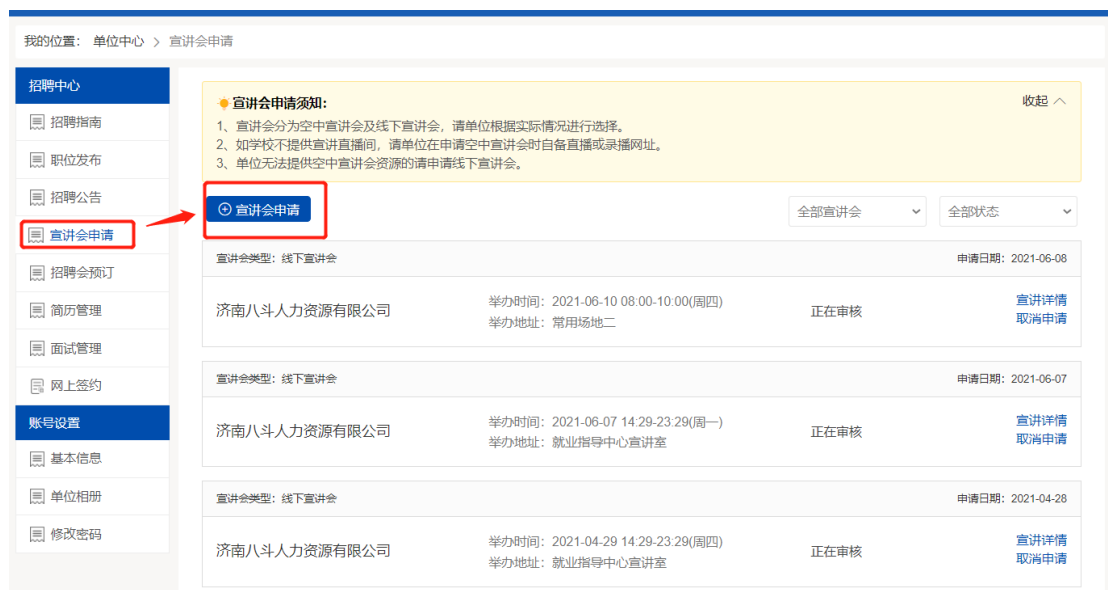 我的位置： 单位中心 > 宣讲会申请
招聘中心
招聘指南
职位发布
招聘公告
宣讲会申请
招聘会预订
简历管理
面试管理
网上签约
账号设置
基本信息
单位相册
修改密码
宣讲会申请须知：
收起
1、宣讲会分为空中宣讲会及线下宣讲会，请单位根据实际情况进行选择。
2、如学校不提供宣讲直播间，请单位在申请空中宣讲会时自备直播或录播网址。
3、单位无法提供空中宣讲会资源的请申请线下宣讲会。
宣讲会申请
全部宣讲会 全部状态
宣讲会类型：线下宣讲会 申请日期：2021-06-08
济南八斗人力资源有限公司
举办时间：2021-06-10 08:00-10:00(周四)
举办地址：常用场地二
正在审核
宣讲详情
取消申请
宣讲会类型：线下宣讲会 申请日期：2021-06-07
济南八斗人力资源有限公司
举办时间：2021-06-07 14:29-23:29(周一)
举办地址：就业指导中心宣讲室
正在审核
宣讲详情
取消申请
宣讲会类型：线下宣讲会 申请日期：2021-04-28
济南八斗人力资源有限公司
举办时间：2021-04-29 14:29-23:29(周四)
举办地址：就业指导中心宣讲室
正在审核
宣讲详情
取消申请